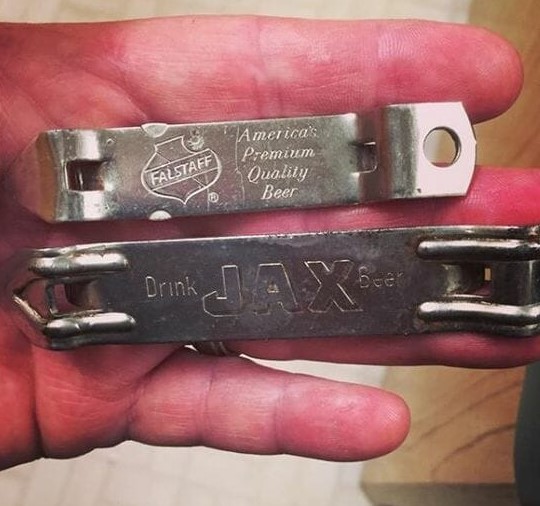 FALSTAFF
®
America's
Premium
Quality
Beer
Drink JAX Beer